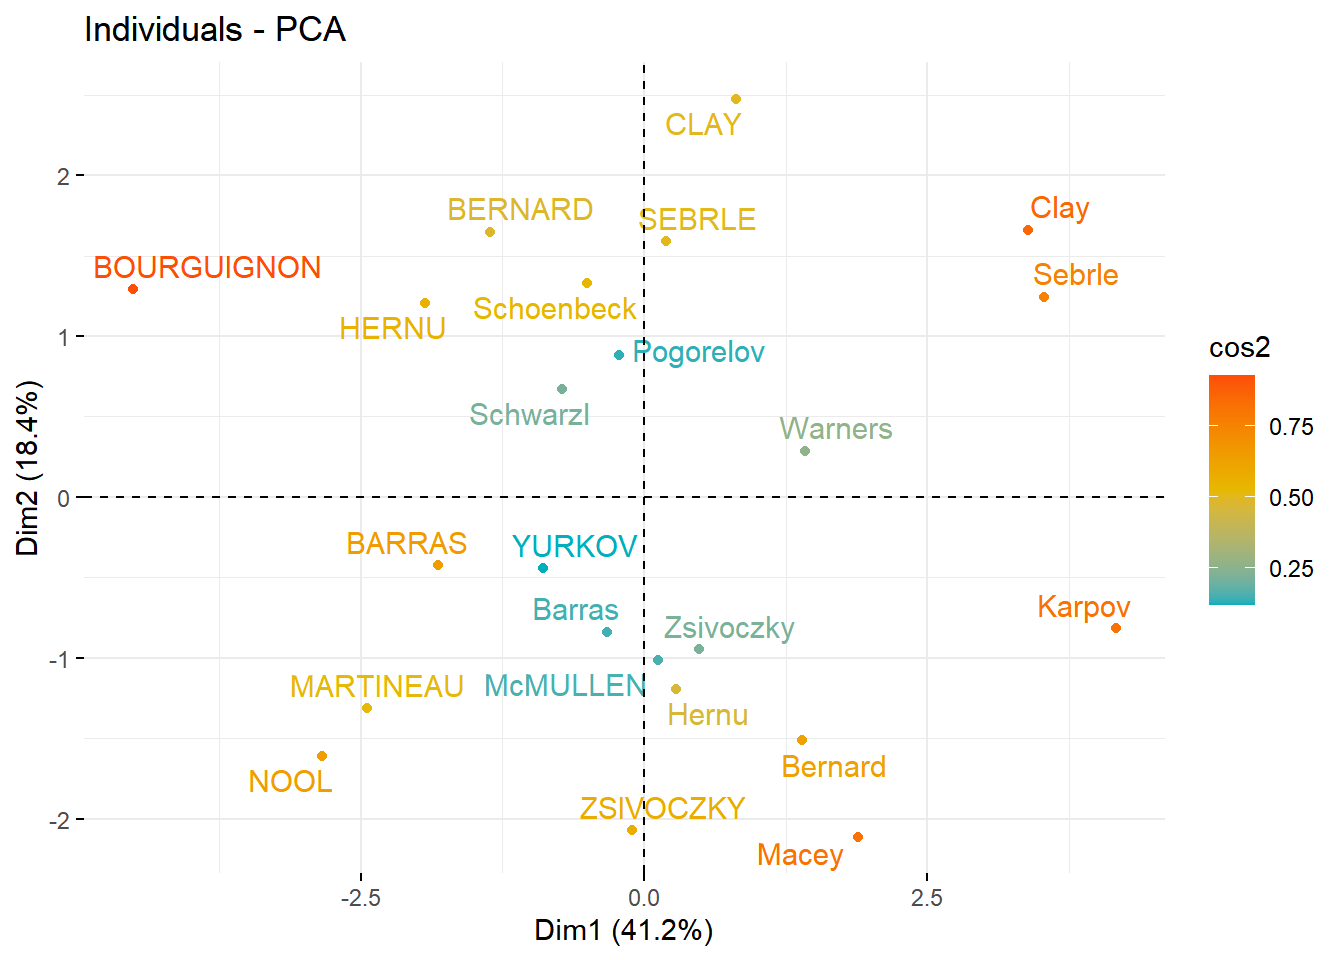 Individuals - PCA
CLAY
BERNARD
SEBRLE
Clay
BOURGUIGNON
Sebrle
HERNU
Schoenbeck
Pogorelov
Schwarzl
Warners
BARRAS
YURKOV
Barras
Karpov
Zsivoczky
MARTINEAU
McMULLEN
Hernu
Bernard
NOOL
ZSIVOCZKY
Macey
2
1
0
-1
-2
Dim2 (18.4%)
-2.5
0.0
2.5
Dim1 (41.2%)
cos2
0.75
0.50
0.25